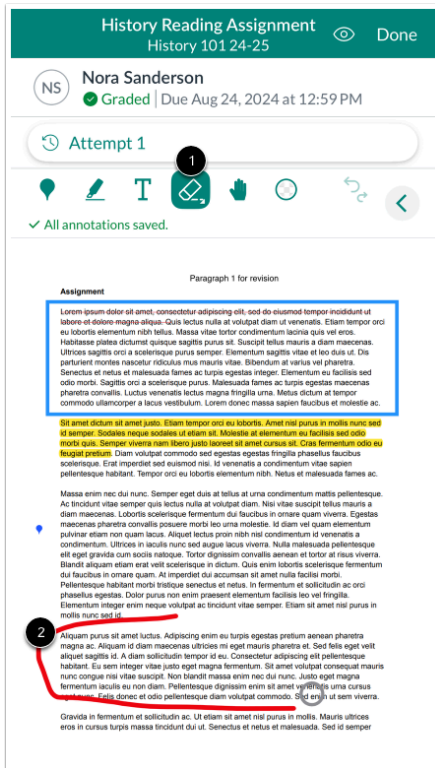 History Reading Assignment
History 101 24-25
Done
NS
Nora Sanderson
Graded | Due Aug 24, 2024 at 12:59 PM
Attempt 1
1
T
All annotations saved.
Paragraph 1 for revision
Assignment
Lorem ipsum dolor sit amet, consectetur adipiscing elit, sed do eiusmod tempor incididunt ut
labore et dolore magna aliqua. Quis lectus nulla at volutpat diam ut venenatis. Etiam tempor orci
eu lobortis elementum nibh tellus. Massa vitae tortor condimentum lacinia quis vel eros.
Habitasse platea dictumst quisque sagittis purus sit. Suscipit tellus mauris a diam maecenas.
Ultrices sagittis orci a scelerisque purus semper. Elementum sagittis vitae et leo duis ut. Dis
parturient montes nascetur ridiculus mus mauris vitae. Bibendum at varius vel pharetra.
Senectus et netus et malesuada fames ac turpis egestas integer. Elementum eu facilisis sed
odio morbi. Sagittis orci a scelerisque purus. Malesuada fames ac turpis egestas maecenas
pharetra convallis. Luctus venenatis lectus magna fringilla urna. Metus dictum at tempor
commodo ullamcorper a lacus vestibulum. Lorem donec massa sapien faucibus et molestie ac.
Sit amet dictum sit amet justo. Etiam tempor orci eu lobortis. Amet nisl purus in mollis nunc sed
id semper. Sodales neque sodales ut etiam sit. Molestie at elementum eu facilisis sed odio
morbi quis. Semper viverra nam libero justo laoreet sit amet cursus sit. Cras fermentum odio eu
feugiat pretium. Diam volutpat commodo sed egestas egestas fringilla phasellus faucibus
scelerisque. Erat imperdiet sed euismod nisi. Id venenatis a condimentum vitae sapien
pellentesque habitant. Tempor orci eu lobortis elementum nibh. Netus et malesuada fames ac.
Massa enim nec dui nunc. Semper eget duis at tellus at urna condimentum mattis pellentesque.
Ac tincidunt vitae semper quis lectus nulla at volutpat diam. Nisi vitae suscipit tellus mauris a
diam maecenas. Lobortis scelerisque fermentum dui faucibus in ornare quam viverra. Egestas
maecenas pharetra convallis posuere morbi leo urna molestie. Id diam vel quam elementum
pulvinar etiam non quam lacus. Aliquet lectus proin nibh nisl condimentum id venenatis a
condimentum. Ultrices in iaculis nunc sed augue lacus viverra. Nulla malesuada pellentesque
elit eget gravida cum sociis natoque. Tortor dignissim convallis aenean et tortor at risus viverra.
Blandit aliquam etiam erat velit scelerisque in dictum. Quis enim lobortis scelerisque fermentum
dui faucibus in ornare quam. At imperdiet dui accumsan sit amet nulla facilisi morbi.
Pellentesque habitant morbi tristique senectus et netus. In fermentum et sollicitudin ac orci
phasellus egestas. Dolor purus non enim praesent elementum facilisis leo vel fringilla.
Elementum integer enim neque volutpat ac tincidunt vitae semper. Etiam sit amet nisl purus in
mollis nunc sed id.
2
Aliquam purus sit amet luctus. Adipiscing enim eu turpis egestas pretium aenean pharetra
magna ac. Aliquam id diam maecenas ultricies mi eget mauris pharetra et. Sed felis eget velit
aliquet sagittis id. A diam sollicitudin tempor id eu. Consectetur adipiscing elit pellentesque
habitant. Eu sem integer vitae justo eget magna fermentum. Sit amet volutpat consequat mauris
nunc congue nisi vitae suscipit. Non blandit massa enim nec dui nunc. Justo eget magna
fermentum iaculis eu non diam. Pellentesque dignissim enim sit amet venenatis urna cursus
eget nunc. Felis donec et odio pellentesque diam volutpat commodo. Sed enim ut sem viverra.
Gravida in fermentum et sollicitudin ac. Ut etiam sit amet nisl purus in mollis. Mauris ultrices
eros in cursus turpis massa tincidunt dui ut. Senectus et netus et malesuada. Sed id semper